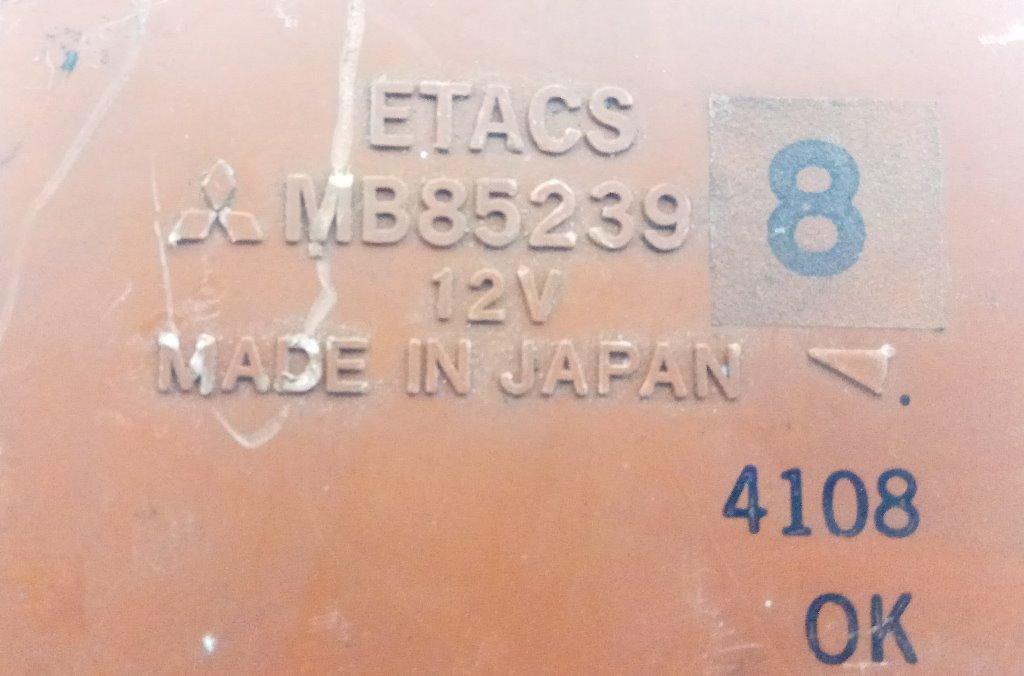 ETACS
MB85239 8
12V
MADE IN JAPAN
4108
OK